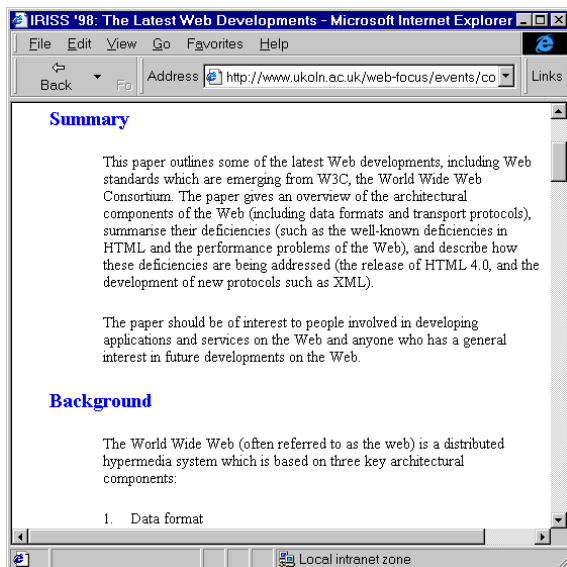 IRISS '98: The Latest Web Developments - Microsoft Internet Explorer
File Edit View Go Favorites Help
Back Fo Address http://www.ukoln.ac.uk/web-focus/events/co Links
Summary
This paper outlines some of the latest Web developments, including Web
standards which are emerging from W3C, the World Wide Web
Consortium. The paper gives an overview of the architectural
components of the Web (including data formats and transport protocols),
summarise their deficiencies (such as the well-known deficiencies in
HTML and the performance problems of the Web), and describe how
these deficiencies are being addressed (the release of HTML 4.0, and the
development of new protocols such as XML).
The paper should be of interest to people involved in developing
applications and services on the Web and anyone who has a general
interest in future developments on the Web.
Background
The World Wide Web (often referred to as the web) is a distributed
hypermedia system which is based on three key architectural
components:
1. Data format
Local intranet zone